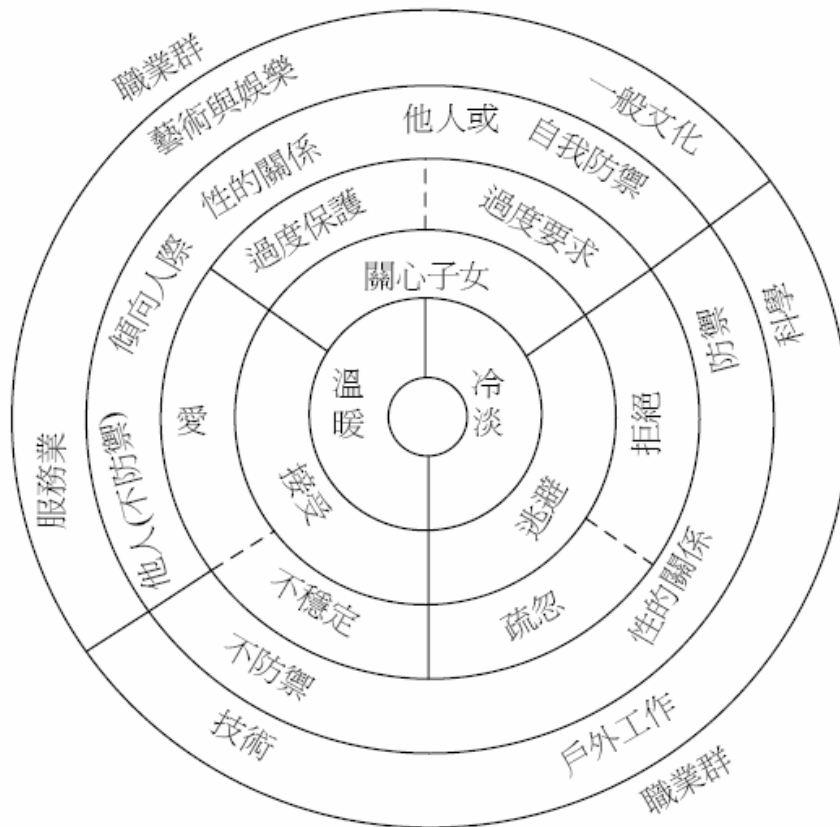 職業群
藝術與娛樂
一般文化
他人或
自我防禦
性的關係
過度保護
過度要求
傾向人際
關心子女
科學
防禦
溫暖
冷淡
愛
拒絕
服務業
他人(不防禦)
接受
逃避
不穩定
疏忽
性的關係
不防禦
技術
戶外工作
職業群